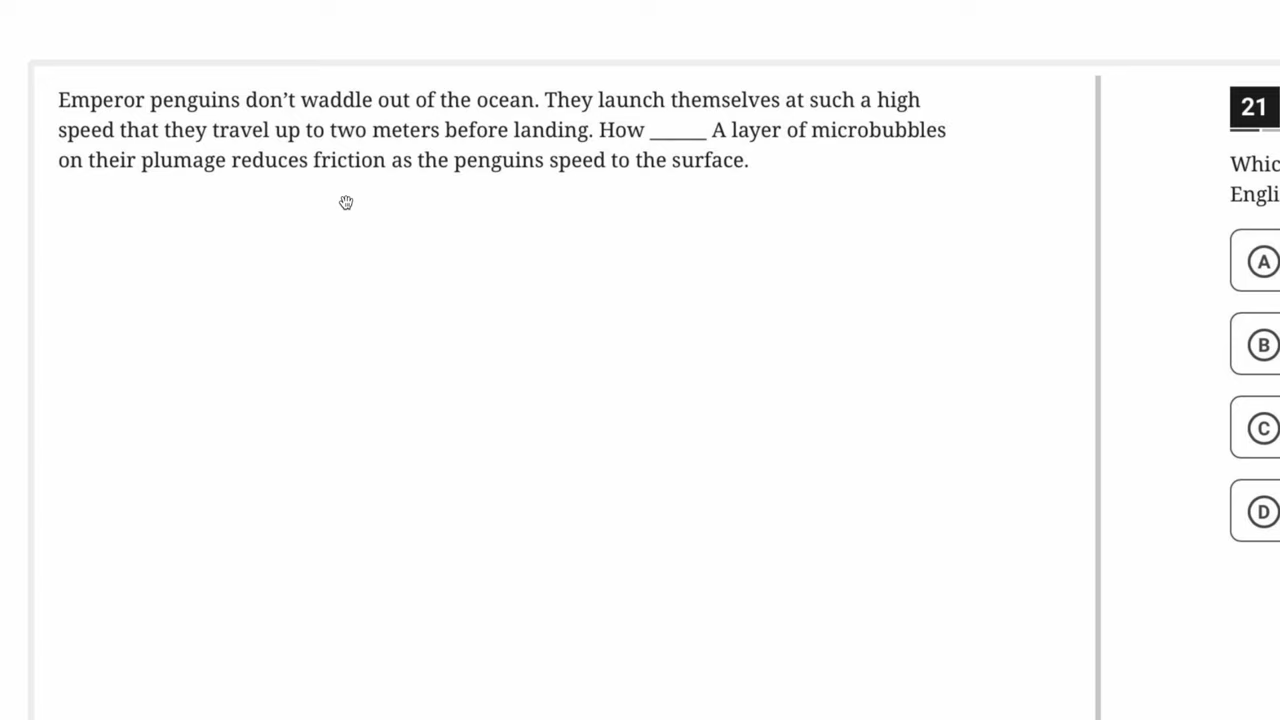 Emperor penguins don’t waddle out of the ocean. They launch themselves at such a high
speed that they travel up to two meters before landing. How ______ A layer of microbubbles
on their plumage reduces friction as the penguins speed to the surface.
21
A
B
C
D